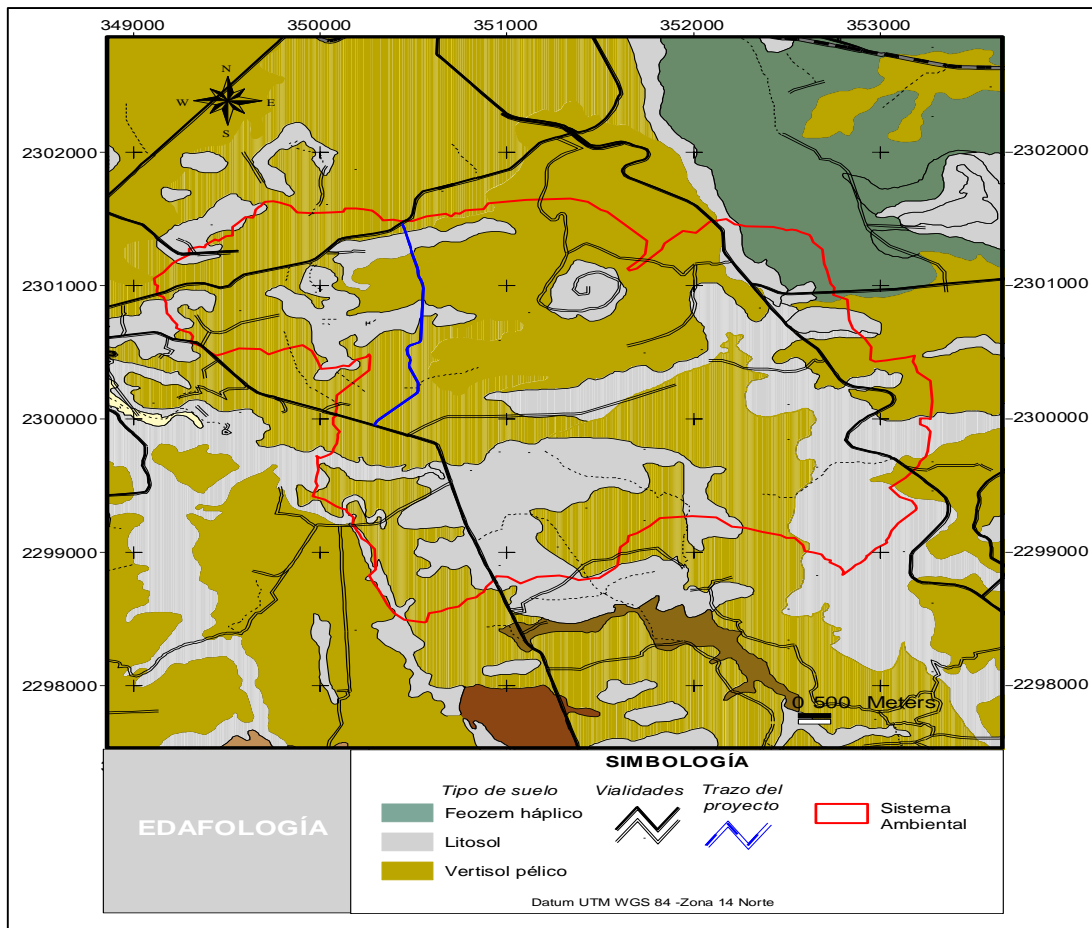 349000 350000 351000 352000 353000
N
W E
S
2302000 2302000
2301000 2301000
2300000 2300000
2299000 2299000
2298000 2298000
0 500 Meters
SIMBOLOGÍA
Tipo de suelo Vialidades Trazo del
proyecto
Feozem háplico
Litosol
Vertisol pélico
Sistema
Ambiental
EDAFOLOGÍA
Datum UTM WGS 84 -Zona 14 Norte